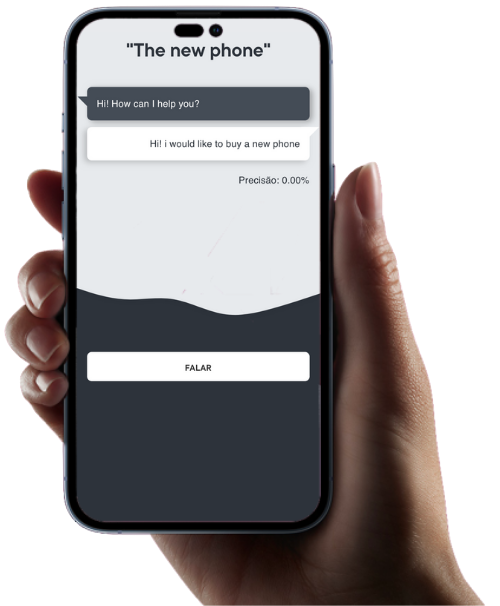 "The new phone"
Hi! How can I help you?
Hi! i would like to buy a new phone
Precisão: 0.00%
FALAR